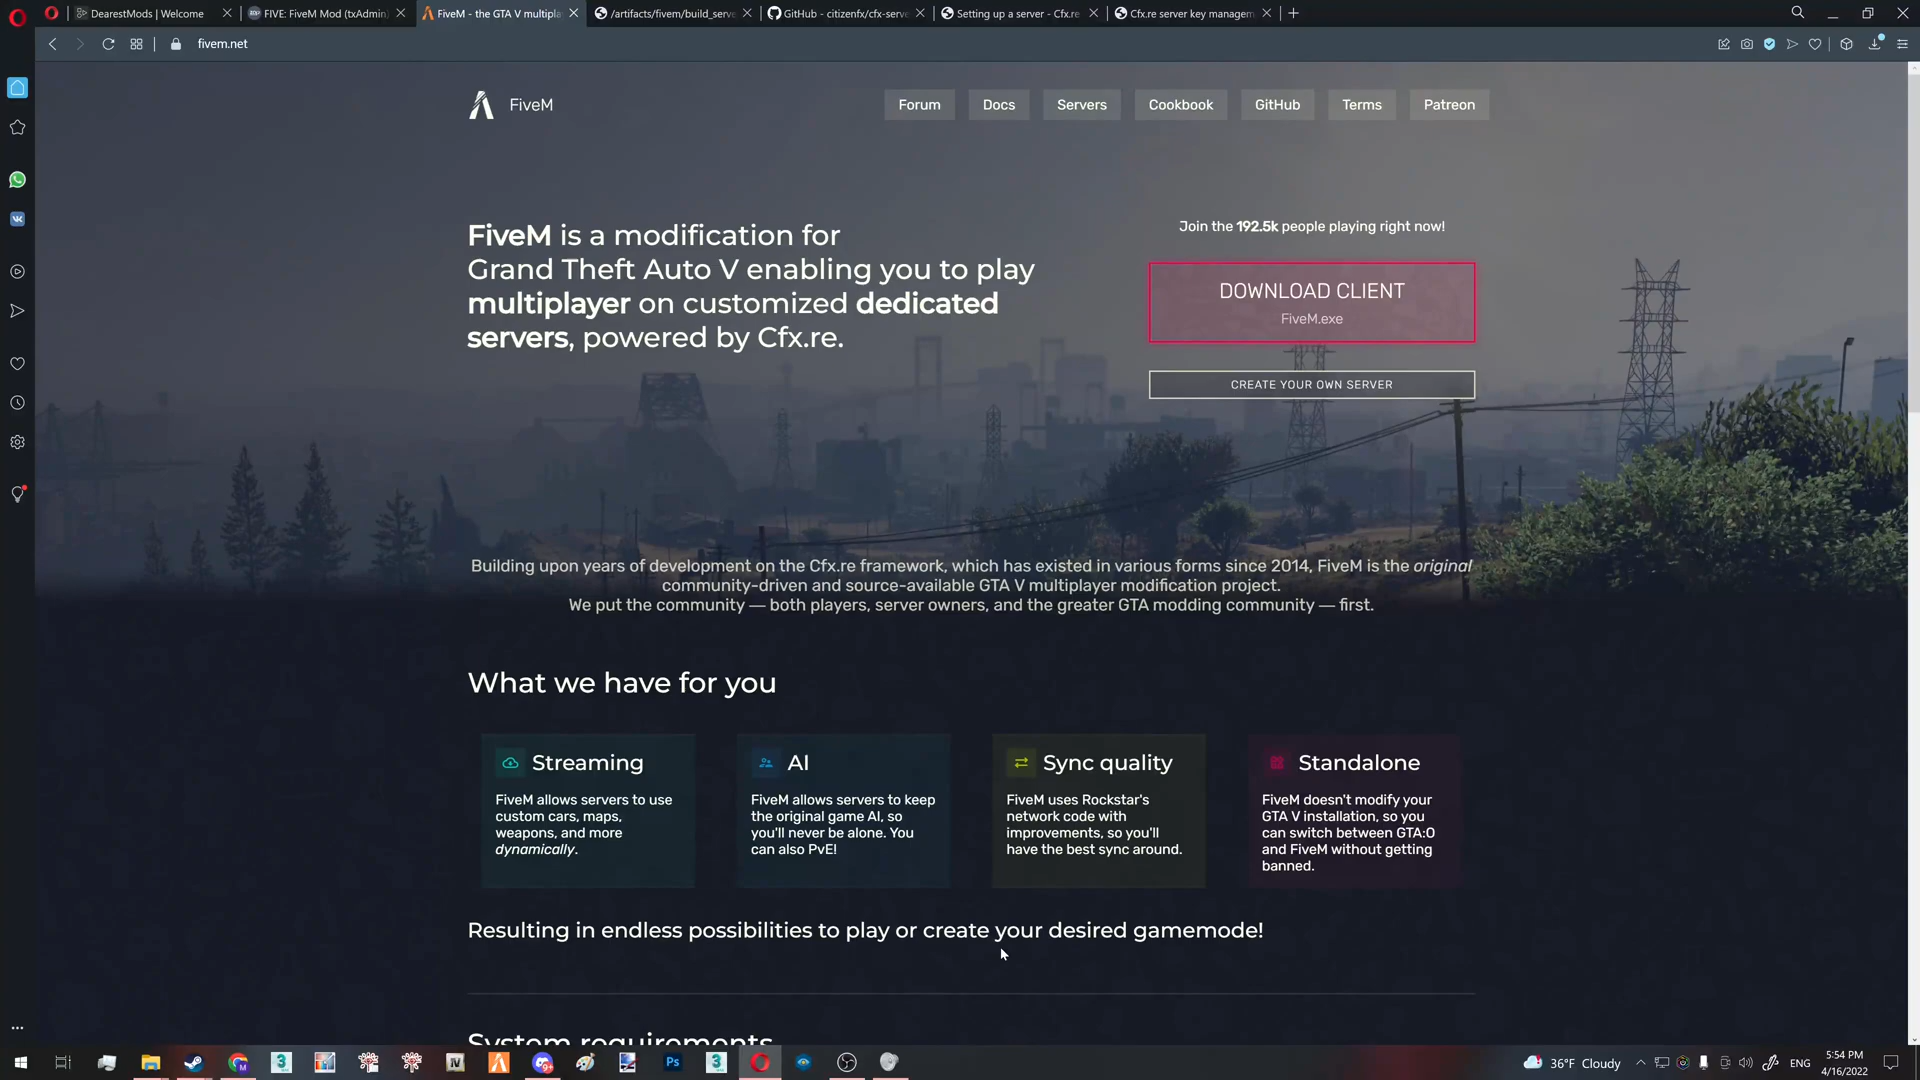 DearestMods | Welcome
FIVE: FiveM Mod (txAdmin)
FiveM - the GTA V multipla
/artifacts/fivem/build_serve
GitHub - citizenfx/cfx-serve
Setting up a server - Cfx.re
Cfx.re server key managem
fivem.net
FiveM
Forum
Docs
Servers
Cookbook
GitHub
Terms
Patreon
FiveM is a modification for
Grand Theft Auto V enabling you to play
multiplayer on customized dedicated
servers, powered by Cfx.re.
Join the 192.5k people playing right now!
DOWNLOAD CLIENT
FiveM.exe
CREATE YOUR OWN SERVER
Building upon years of development on the Cfx.re framework, which has existed in various forms since 2014, FiveM is the original
community-driven and source-available GTA V multiplayer modification project.
We put the community — both players, server owners, and the greater GTA modding community — first.
What we have for you
Streaming
FiveM allows servers to use
custom cars, maps,
weapons, and more
dynamically.
AI
FiveM allows servers to keep
the original game AI, so
you'll never be alone. You
can also PvE!
Sync quality
FiveM uses Rockstar's
network code with
improvements, so you'll
have the best sync around.
Standalone
FiveM doesn't modify your
GTA V installation, so you
can switch between GTA:O
and FiveM without getting
banned.
Resulting in endless possibilities to play or create your desired gamemode!
System requirements
36°F Cloudy
ENG
5:54 PM
4/16/2022